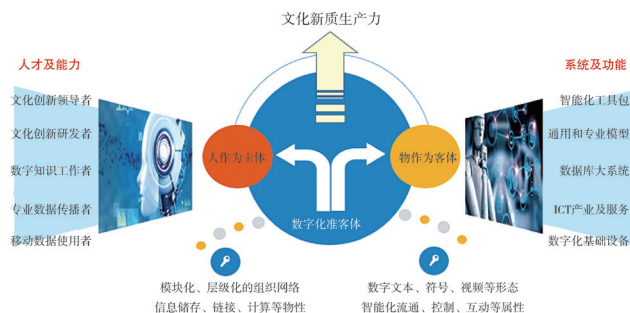 文化新质生产力
人才及能力
文化创新领导者
文化创新研发者
数字知识工作者
专业数据传播者
移动数据使用者
人作为主体
物作为客体
数字化准客体
系统及功能
智能化工具包
通用和专业模型
数据库大系统
ICT产业及服务
数字化基础设备
模块化、层级化的组织网络
信息储存、链接、计算等物性
数字文本、符号、视频等形态
智能化流通、控制、互动等属性